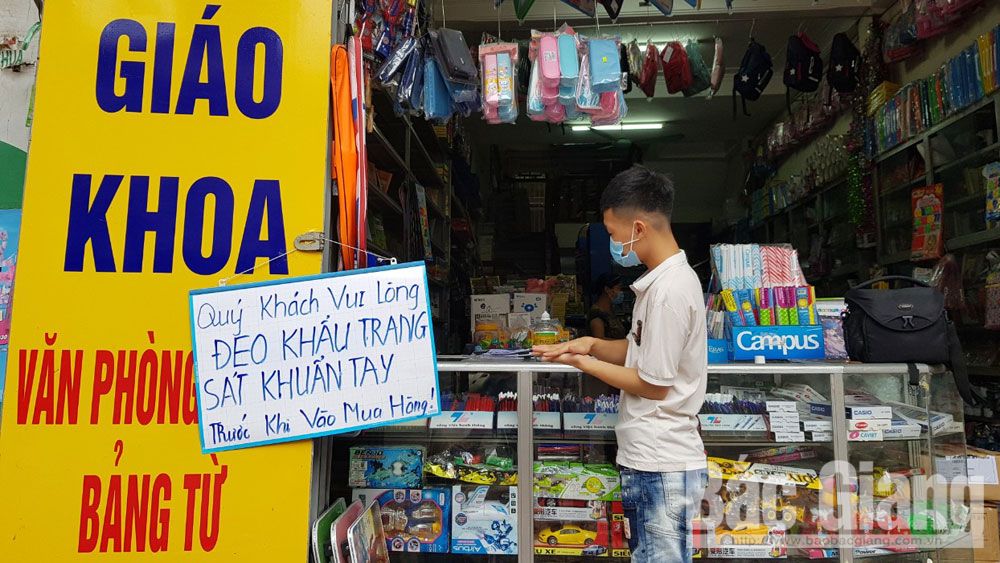 GIÁO
KHOA
VĂN PHÒNG
BẢNG TỪ
Quý Khách Vui Lòng
ĐEO KHẨU TRANG
SÁT KHUẨN TAY
Trước Khi Vào Mua Hàng!
Campus
CASIO
Bắc Giang
http://www.baobacgiang.com.vn